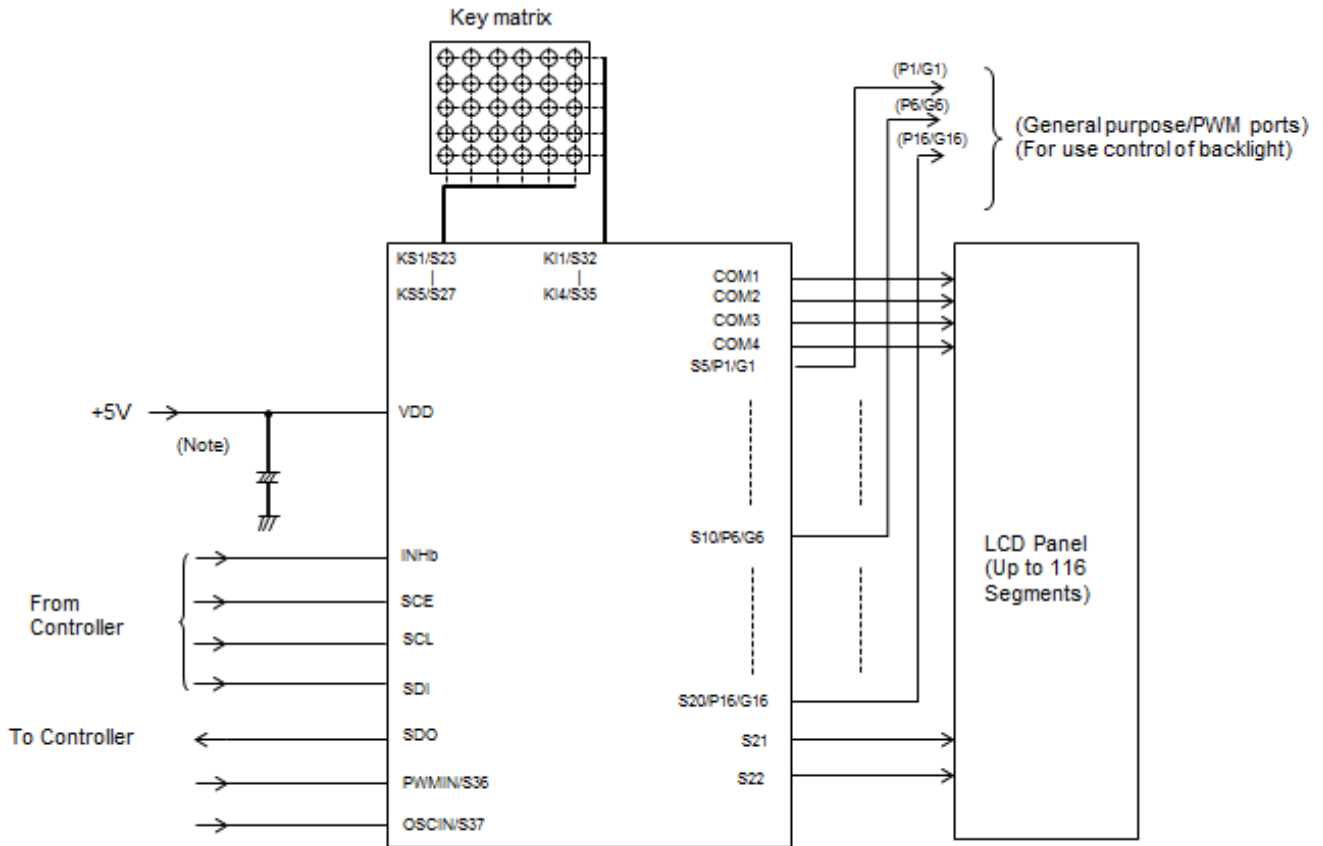 Key matrix
(P1/G1)
(P6/G6)
(P16/G16)
(General purpose/PWM ports)
(For use control of backlight)
KS1/S23
|
KS5/S27
KI1/S32
|
KI4/S35
COM1
COM2
COM3
COM4
S5/P1/G1
+5V
VDD
(Note)
S10/P6/G6
LCD Panel
(Up to 116
Segments)
From
Controller
INHb
SCE
SCL
SDI
S20/P16/G16
To Controller
SDO
S21
S22
PWMIN/S36
OSCIN/S37